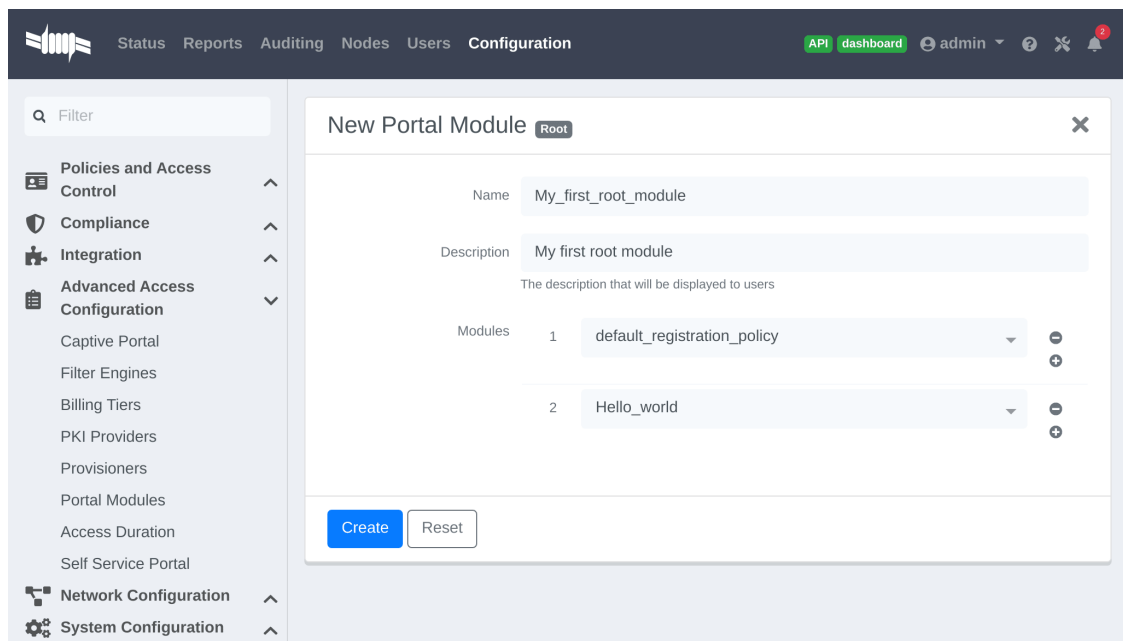 Status Reports Auditing Nodes Users Configuration API dashboard admin 2
Filter
Policies and Access
Control
Compliance
Integration
Advanced Access
Configuration
Captive Portal
Filter Engines
Billing Tiers
PKI Providers
Provisioners
Portal Modules
Access Duration
Self Service Portal
Network Configuration
System Configuration
New Portal Module Root
Name My_first_root_module
Description My first root module
The description that will be displayed to users
Modules 1 default_registration_policy
2 Hello_world
Create Reset